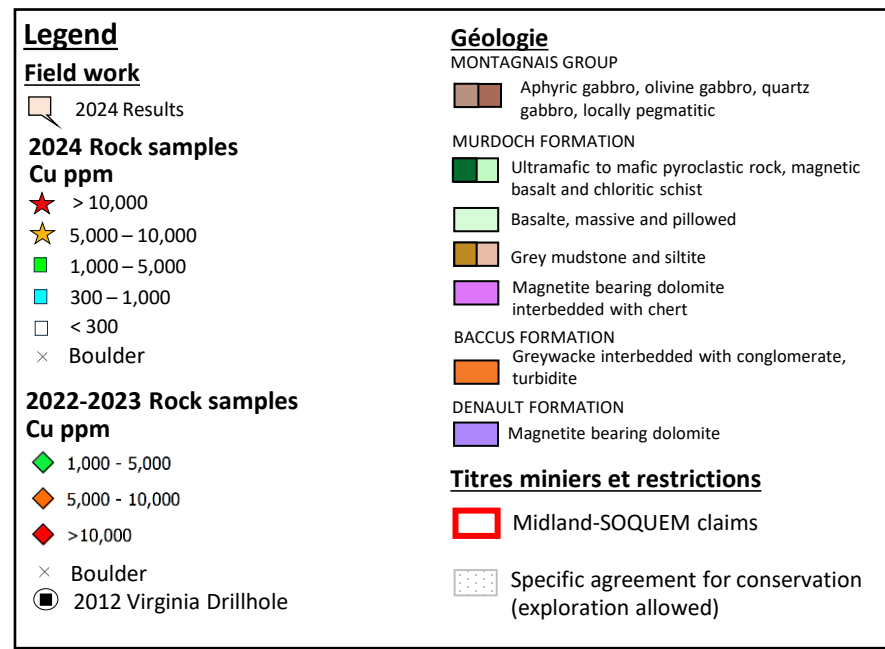 Legend
Field work
2024 Results
2024 Rock samples
Cu ppm
> 10,000
5,000 – 10,000
1,000 – 5,000
300 – 1,000
< 300
Boulder
2022-2023 Rock samples
Cu ppm
1,000 - 5,000
5,000 - 10,000
>10,000
Boulder
2012 Virginia Drillhole
Géologie
MONTAGNAIS GROUP
Aphyric gabbro, olivine gabbro, quartz
gabbro, locally pegmatitic
MURDOCH FORMATION
Ultramafic to mafic pyroclastic rock, magnetic
basalt and chloritic schist
Basalte, massive and pillowed
Grey mudstone and siltite
Magnetite bearing dolomite
interbedded with chert
BACCUS FORMATION
Greywacke interbedded with conglomerate,
turbidite
DENAULT FORMATION
Magnetite bearing dolomite
Titres miniers et restrictions
Midland-SOQUEM claims
Specific agreement for conservation
(exploration allowed)